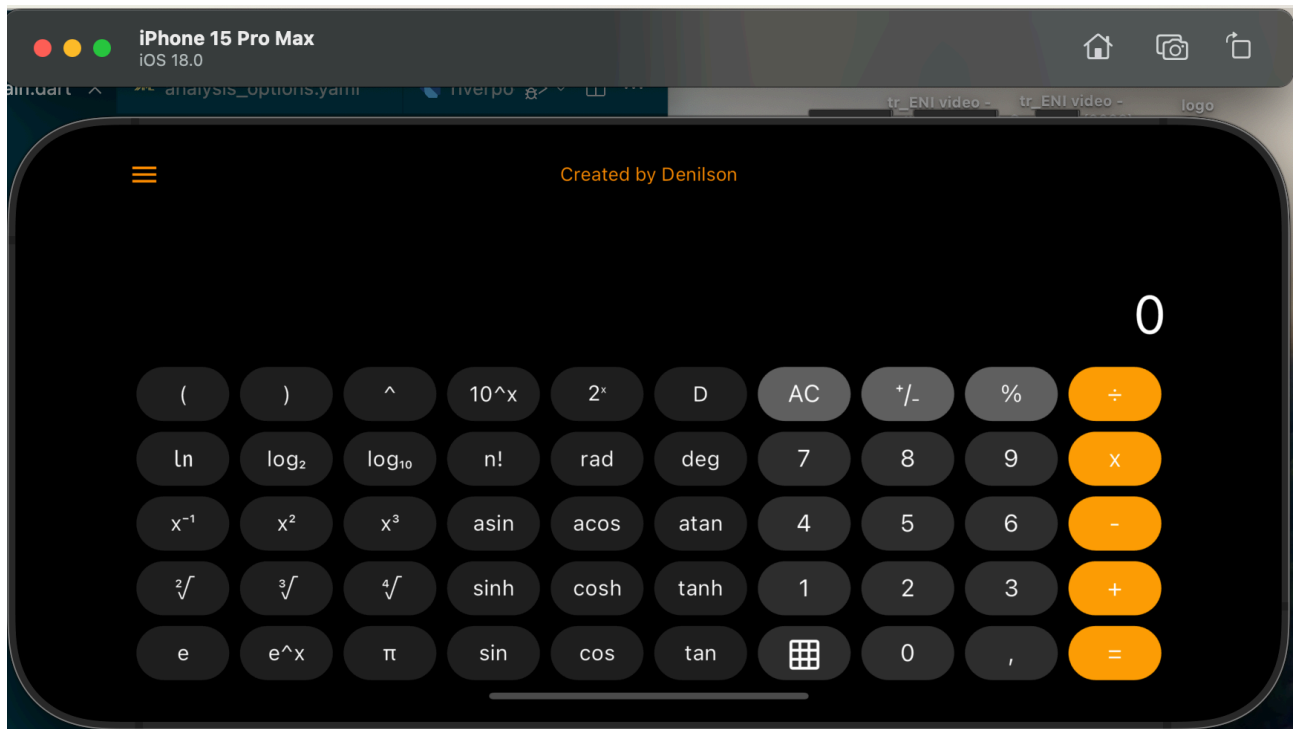 iPhone 15 Pro Max
iOS 18.0
analysis_options.yaml
tr_ENI video - tr_ENI video - logo
Created by Denilson
0
( ) ^ 10^x 2ˣ D AC ⁺/₋ % ÷
ln log₂ log₁₀ n! rad deg 7 8 9 x
x⁻¹ x² x³ asin acos atan 4 5 6 -
²√ ³√ ⁴√ sinh cosh tanh 1 2 3 +
e e^x π sin cos tan 0 , =